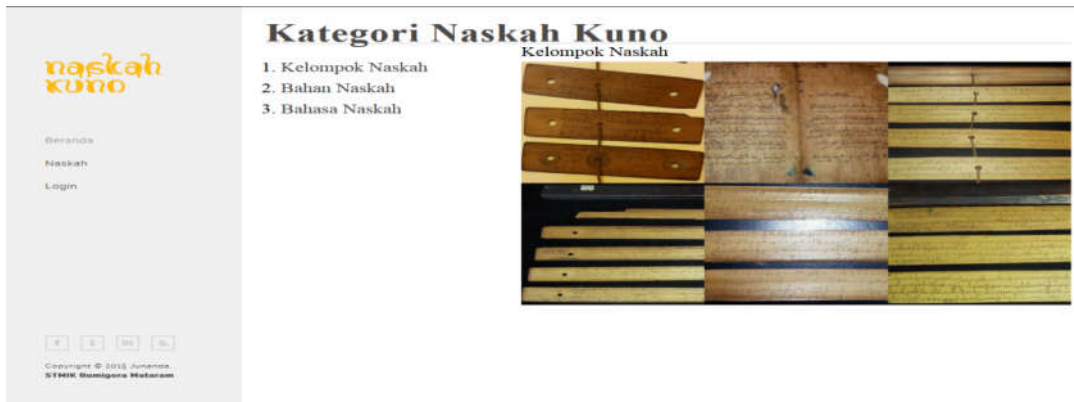 naskah
kuno
Beranda
Naskah
Login
Copyright © 2015 Junanda.
STMIK Bumigora Mataram
Kategori Naskah Kuno
1. Kelompok Naskah
2. Bahan Naskah
3. Bahasa Naskah
Kelompok Naskah